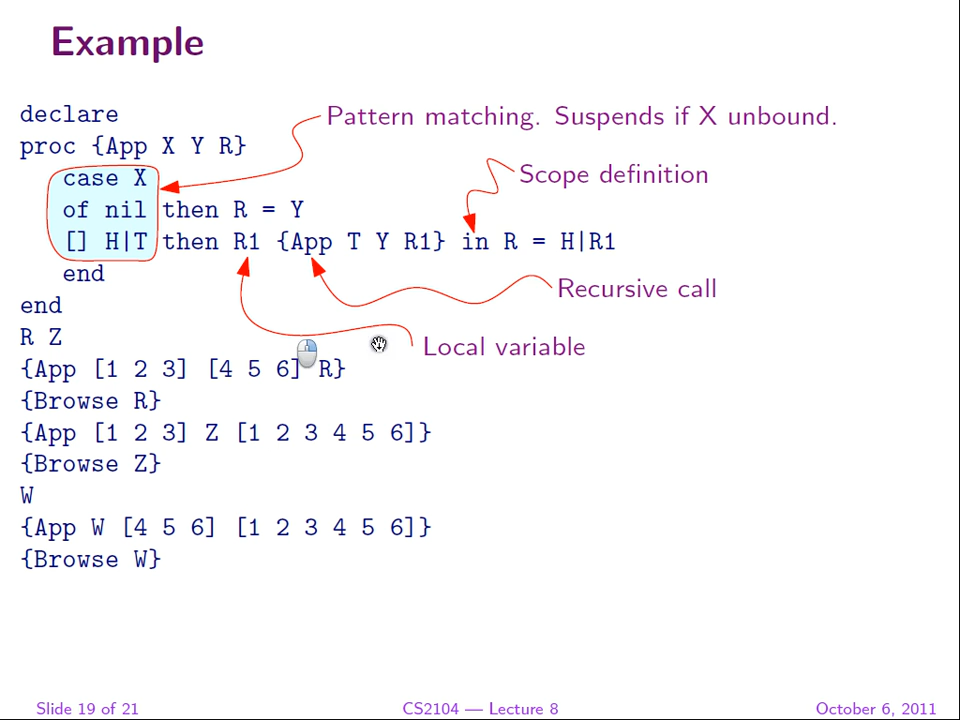 Example
declare
proc {App X Y R}
case X
of nil then R = Y
[] H|T then R1 {App T Y R1} in R = H|R1
end
end
R Z
{App [1 2 3] [4 5 6] R}
{Browse R}
{App [1 2 3] Z [1 2 3 4 5 6]}
{Browse Z}
W
{App W [4 5 6] [1 2 3 4 5 6]}
{Browse W}
Pattern matching. Suspends if X unbound.
Scope definition
Recursive call
Local variable
Slide 19 of 21
CS2104 — Lecture 8
October 6, 2011